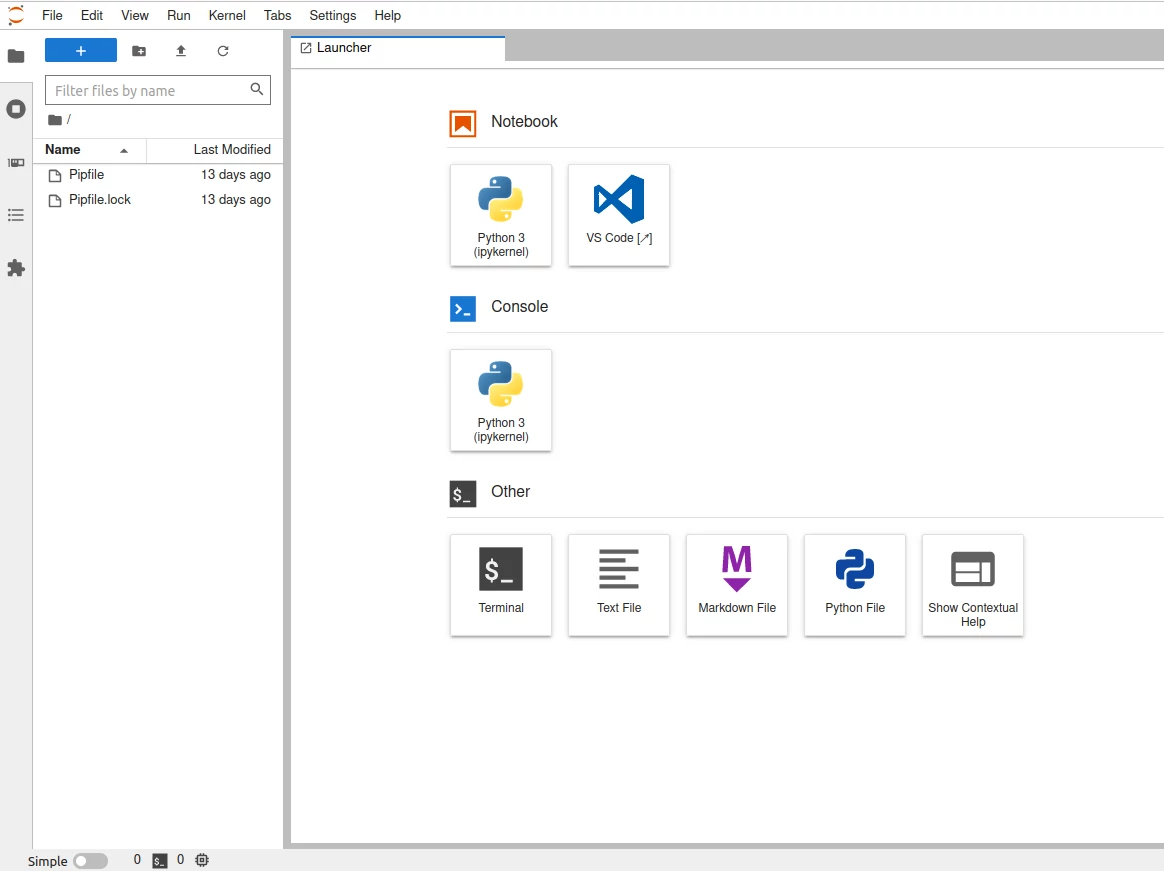 File Edit View Run Kernel Tabs Settings Help
+
Launcher
Filter files by name
/
Name Last Modified
Pipfile 13 days ago
Pipfile.lock 13 days ago
Notebook
Python 3
(ipykernel)
VS Code [↗]
Console
Python 3
(ipykernel)
$_ Other
$_
Terminal
Text File
M
Markdown File
Python File
Show Contextual
Help
Simple 0 $_ 0